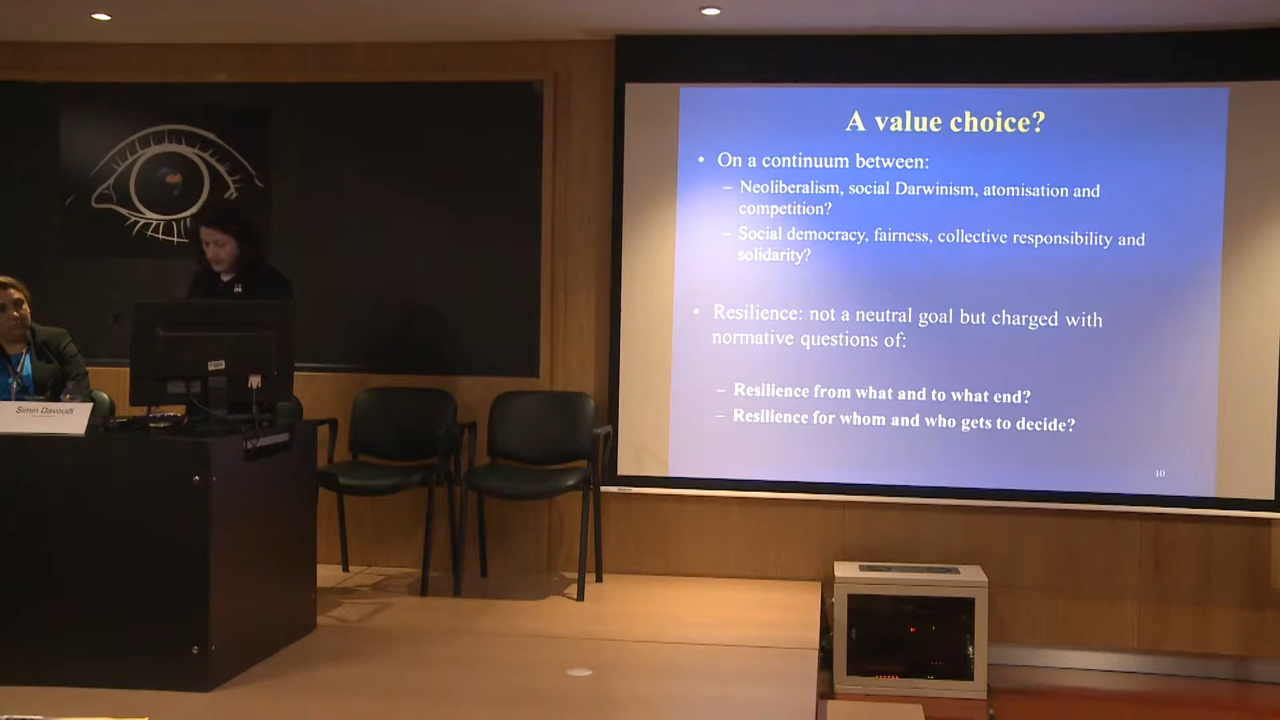 A value choice?
• On a continuum between:
– Neoliberalism, social Darwinism, atomisation and
competition?
– Social democracy, fairness, collective responsibility and
solidarity?
• Resilience: not a neutral goal but charged with
normative questions of:
– Resilience from what and to what end?
– Resilience for whom and who gets to decide?
10
Simin Davoudi